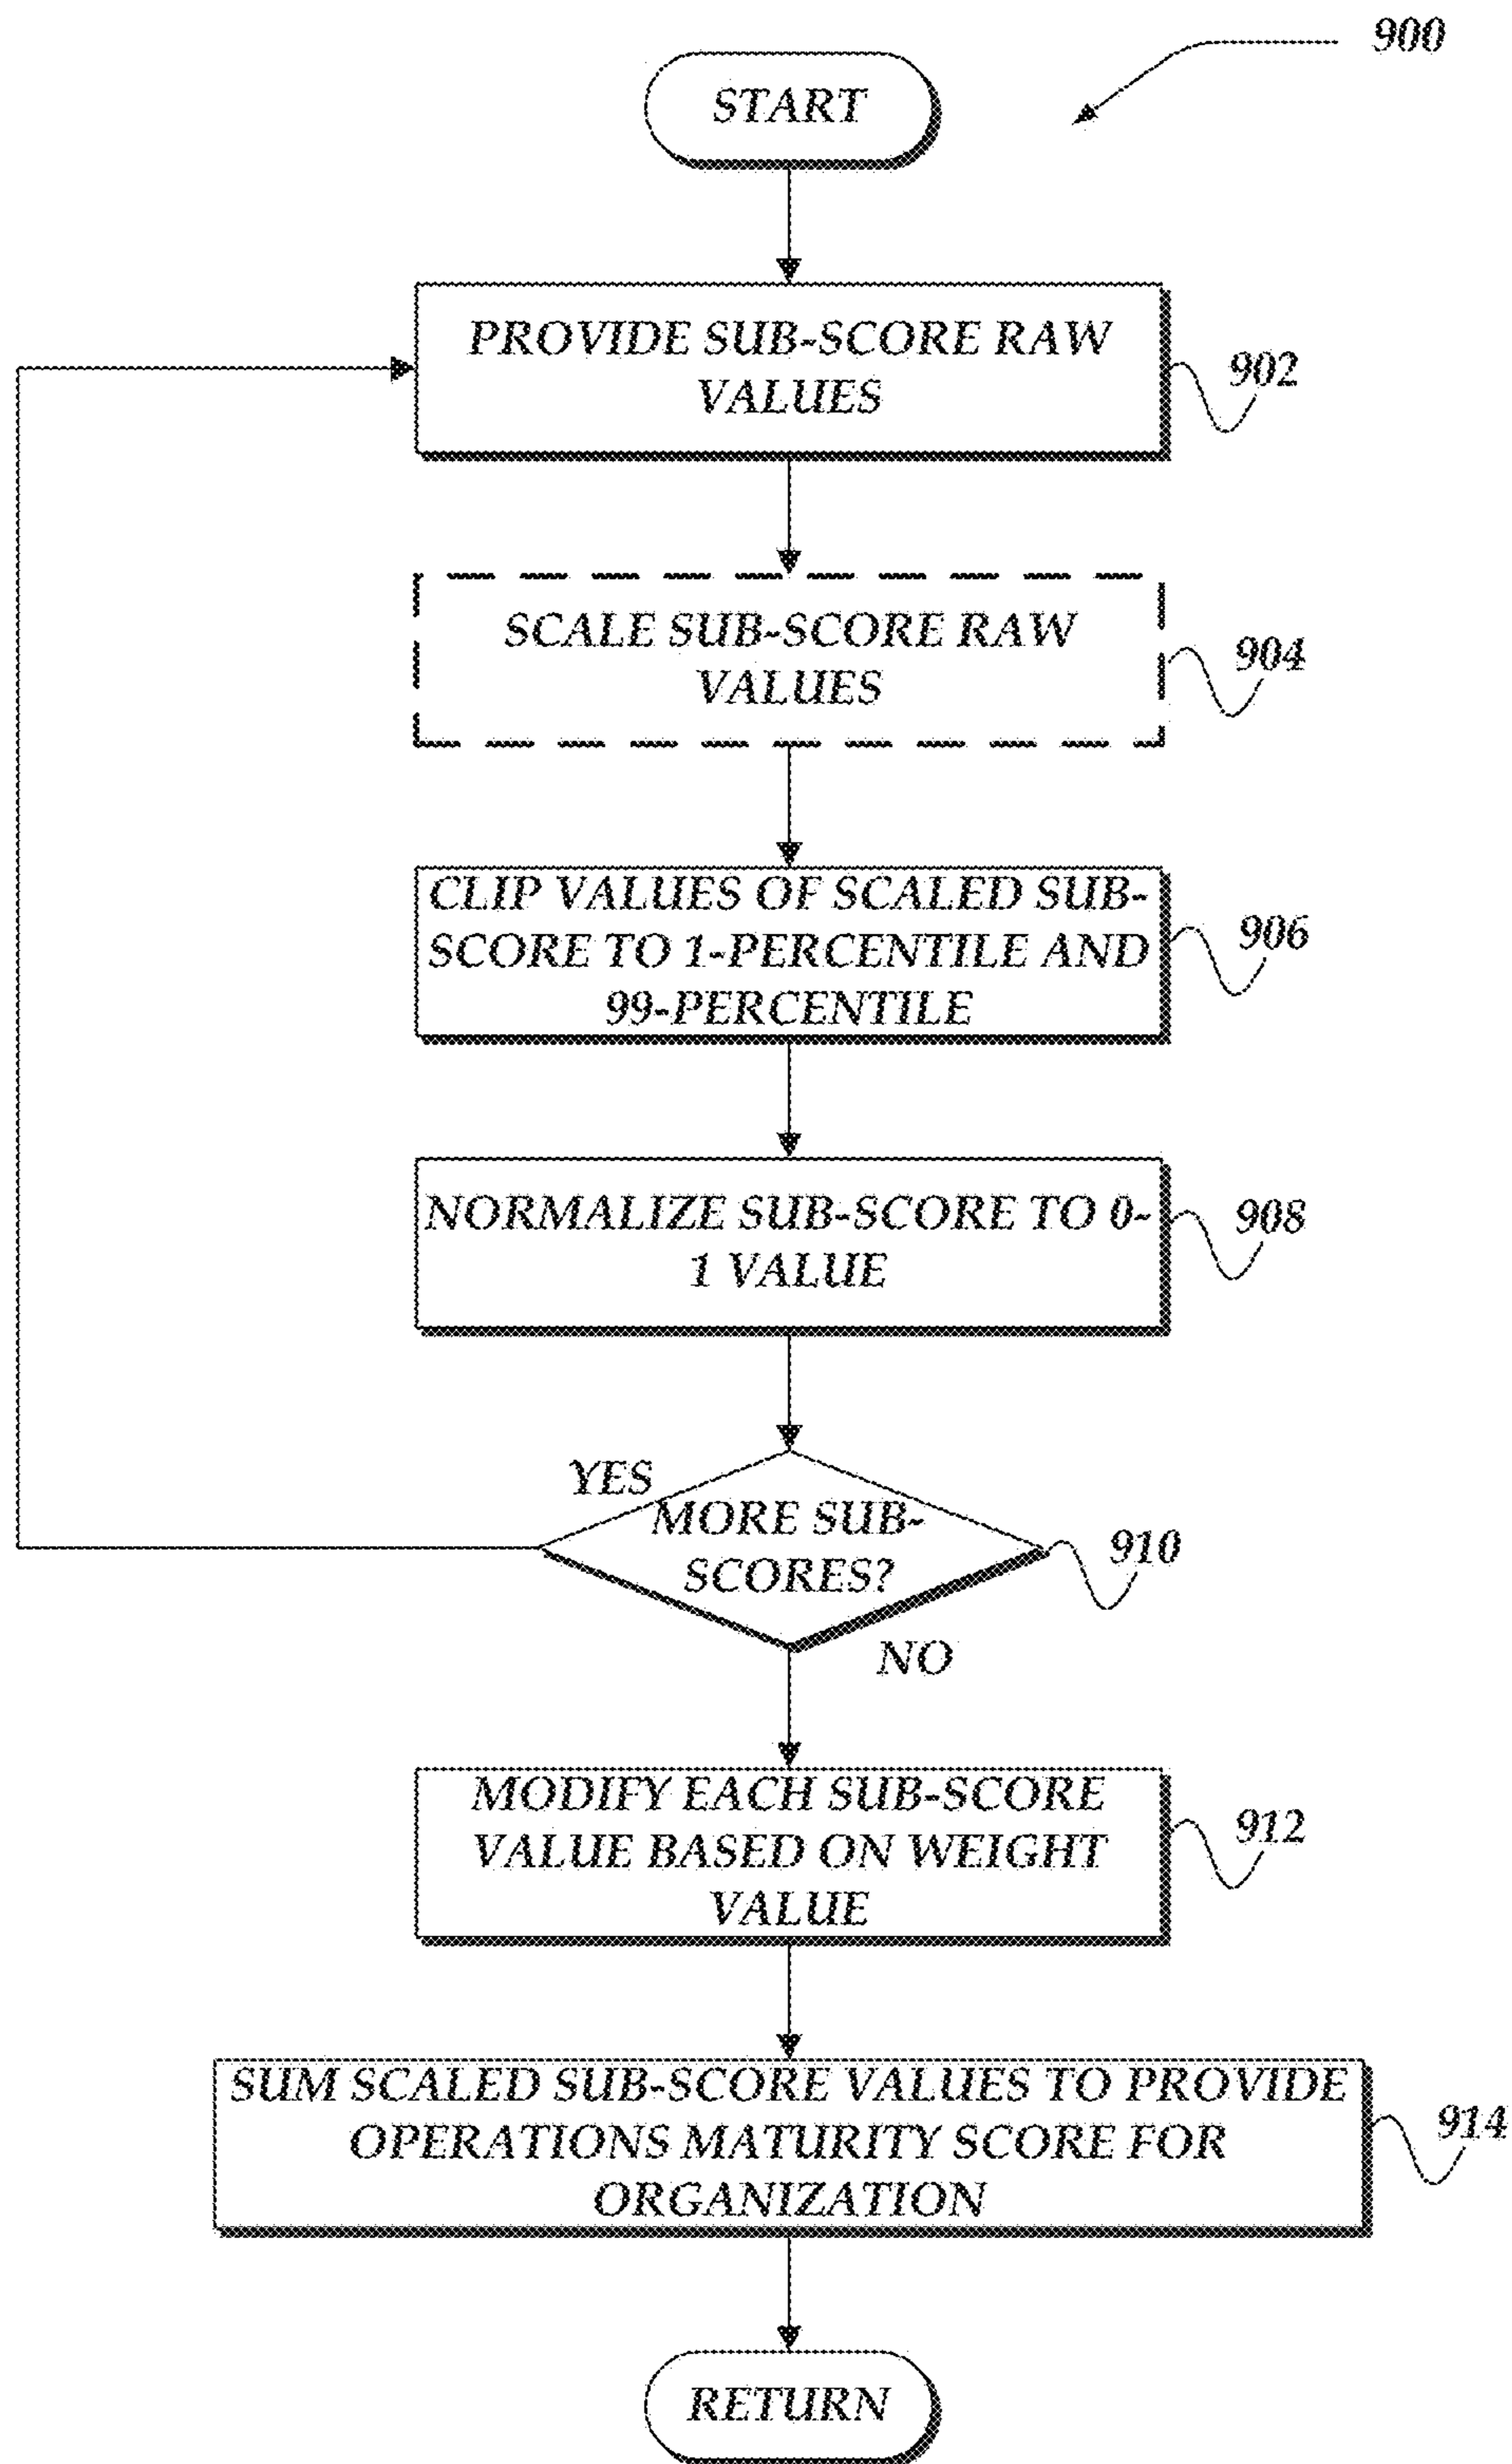 900
START
PROVIDE SUB-SCORE RAW
VALUES
902
SCALE SUB-SCORE RAW
VALUES
904
CLIP VALUES OF SCALED SUB-
SCORE TO 1-PERCENTILE AND
99-PERCENTILE
906
NORMALIZE SUB-SCORE TO 0-
1 VALUE
908
YES
MORE SUB-
SCORES?
910
NO
MODIFY EACH SUB-SCORE
VALUE BASED ON WEIGHT
VALUE
912
SUM SCALED SUB-SCORE VALUES TO PROVIDE
OPERATIONS MATURITY SCORE FOR
ORGANIZATION
914
RETURN